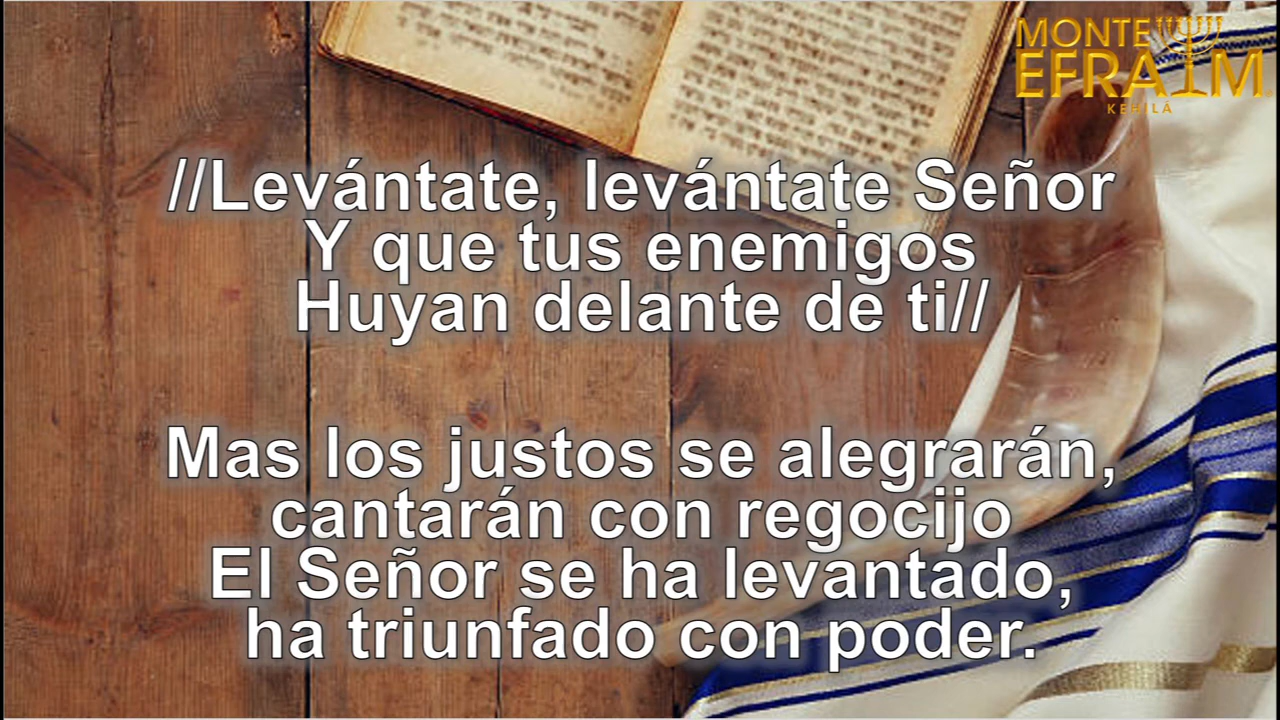 MONTE
EFRAIM
KEHILÁ
//Levántate, levántate Señor
Y que tus enemigos
Huyan delante de ti//
Mas los justos se alegrarán,
cantarán con regocijo
El Señor se ha levantado,
ha triunfado con poder.